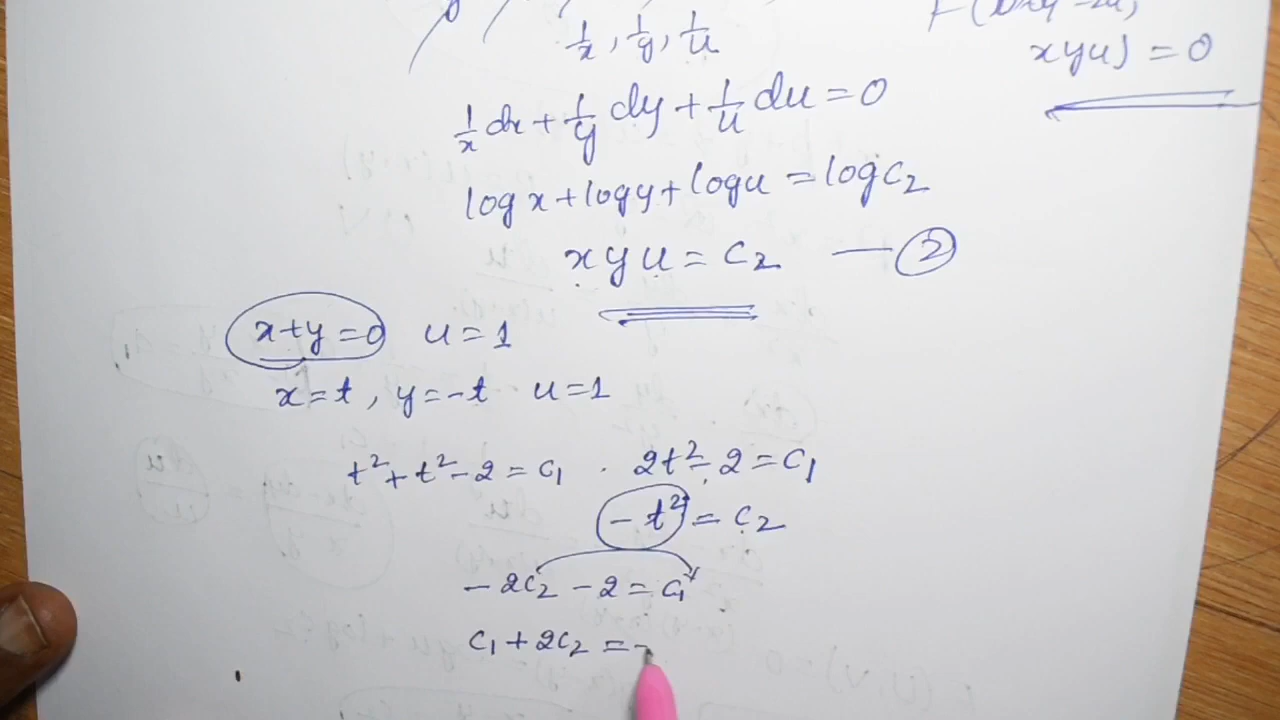 1/x , 1/y , 1/u
xyu) = 0
1/x dx + 1/y dy + 1/u du = 0
log x + log y + log u = log c₂
x y u = c₂ — ②
x+y=0 u=1
x=t, y=-t u=1
t² + t² - 2 = c₁ . 2t² - 2 = c₁
- t² = c₂
- 2c₂ - 2 = c₁
c₁ + 2c₂ = -